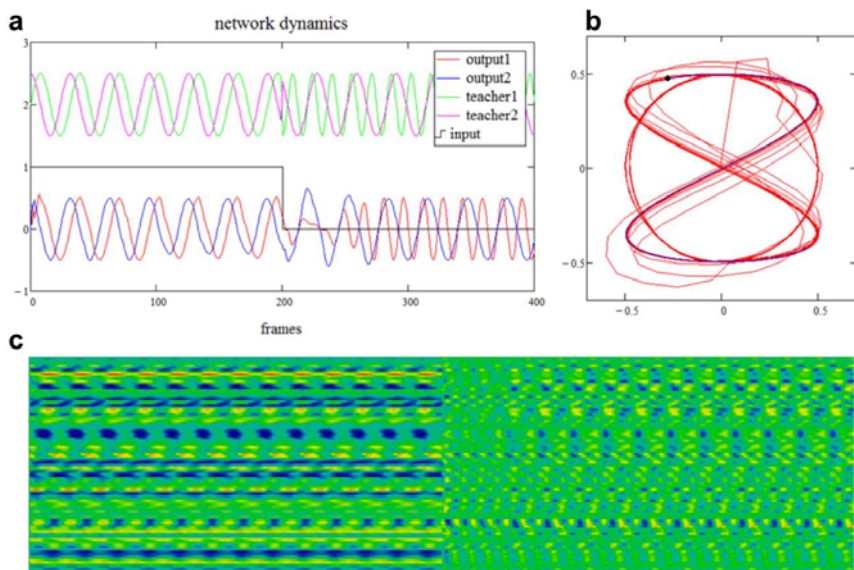 a
network dynamics
3
2
1
0
−1
output1
output2
teacher1
teacher2
input
0
100
200
300
400
frames
b
0.5
0
−0.5
−0.5
0
0.5
c